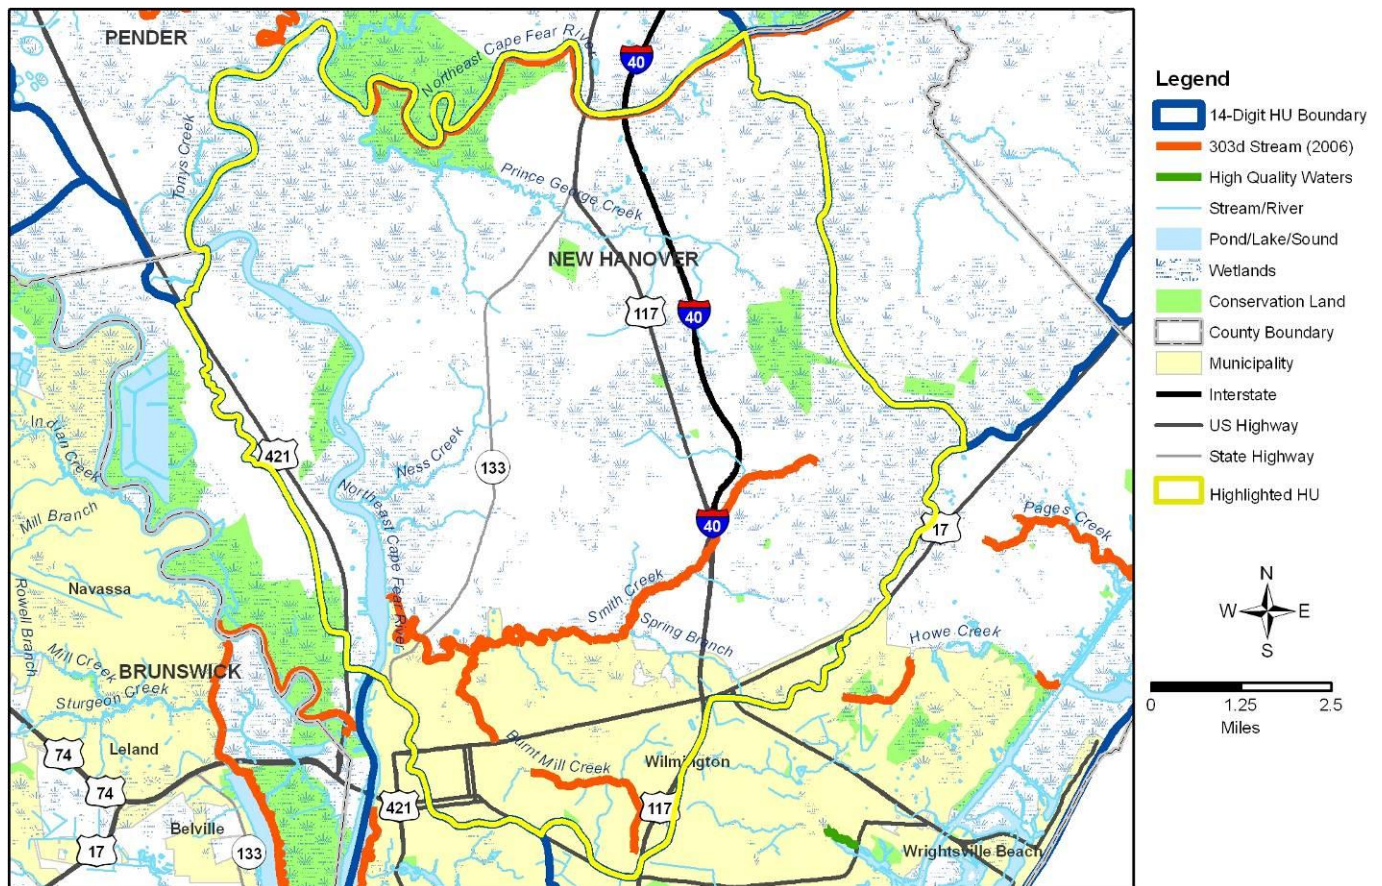 PENDER
Northeast Cape Fear River
40
Tonys Creek
Prince George Creek
NEW HANOVER
117
40
421
Ness Creek
133
Indian Creek
Mill Branch
Northeast Cape Fear River
40
17
Pages Creek
Navassa
Rowell Branch
Smith Creek
Spring Branch
Howe Creek
Mill Creek
BRUNSWICK
Sturgeon Creek
Leland
74
74
Burnt Mill Creek
Wilmington
421
117
Belville
17
133
Wrightsville Beach
Legend
14-Digit HU Boundary
303d Stream (2006)
High Quality Waters
Stream/River
Pond/Lake/Sound
Wetlands
Conservation Land
County Boundary
Municipality
Interstate
US Highway
State Highway
Highlighted HU
N
W E
S
0 1.25 2.5
Miles